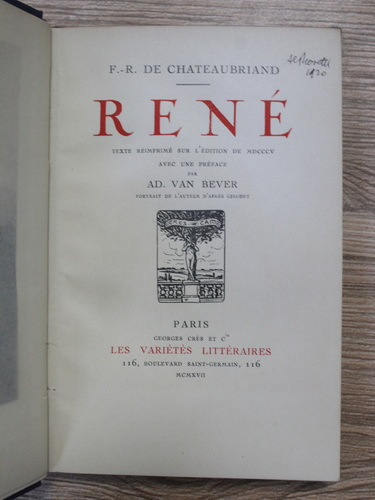 F.-R. DE CHATEAUBRIAND
1920
RENÉ
TEXTE RÉIMPRIMÉ SUR L'ÉDITION DE MDCCCV
AVEC UNE PRÉFACE
PAR
AD. VAN BEVER
PORTRAIT DE L'AUTEUR D'APRÈS
PARIS
GEORGES CRÈS ET Cie
LES VARIÉTÉS LITTÉRAIRES
116, BOULEVARD SAINT-GERMAIN, 116
MCMXVII